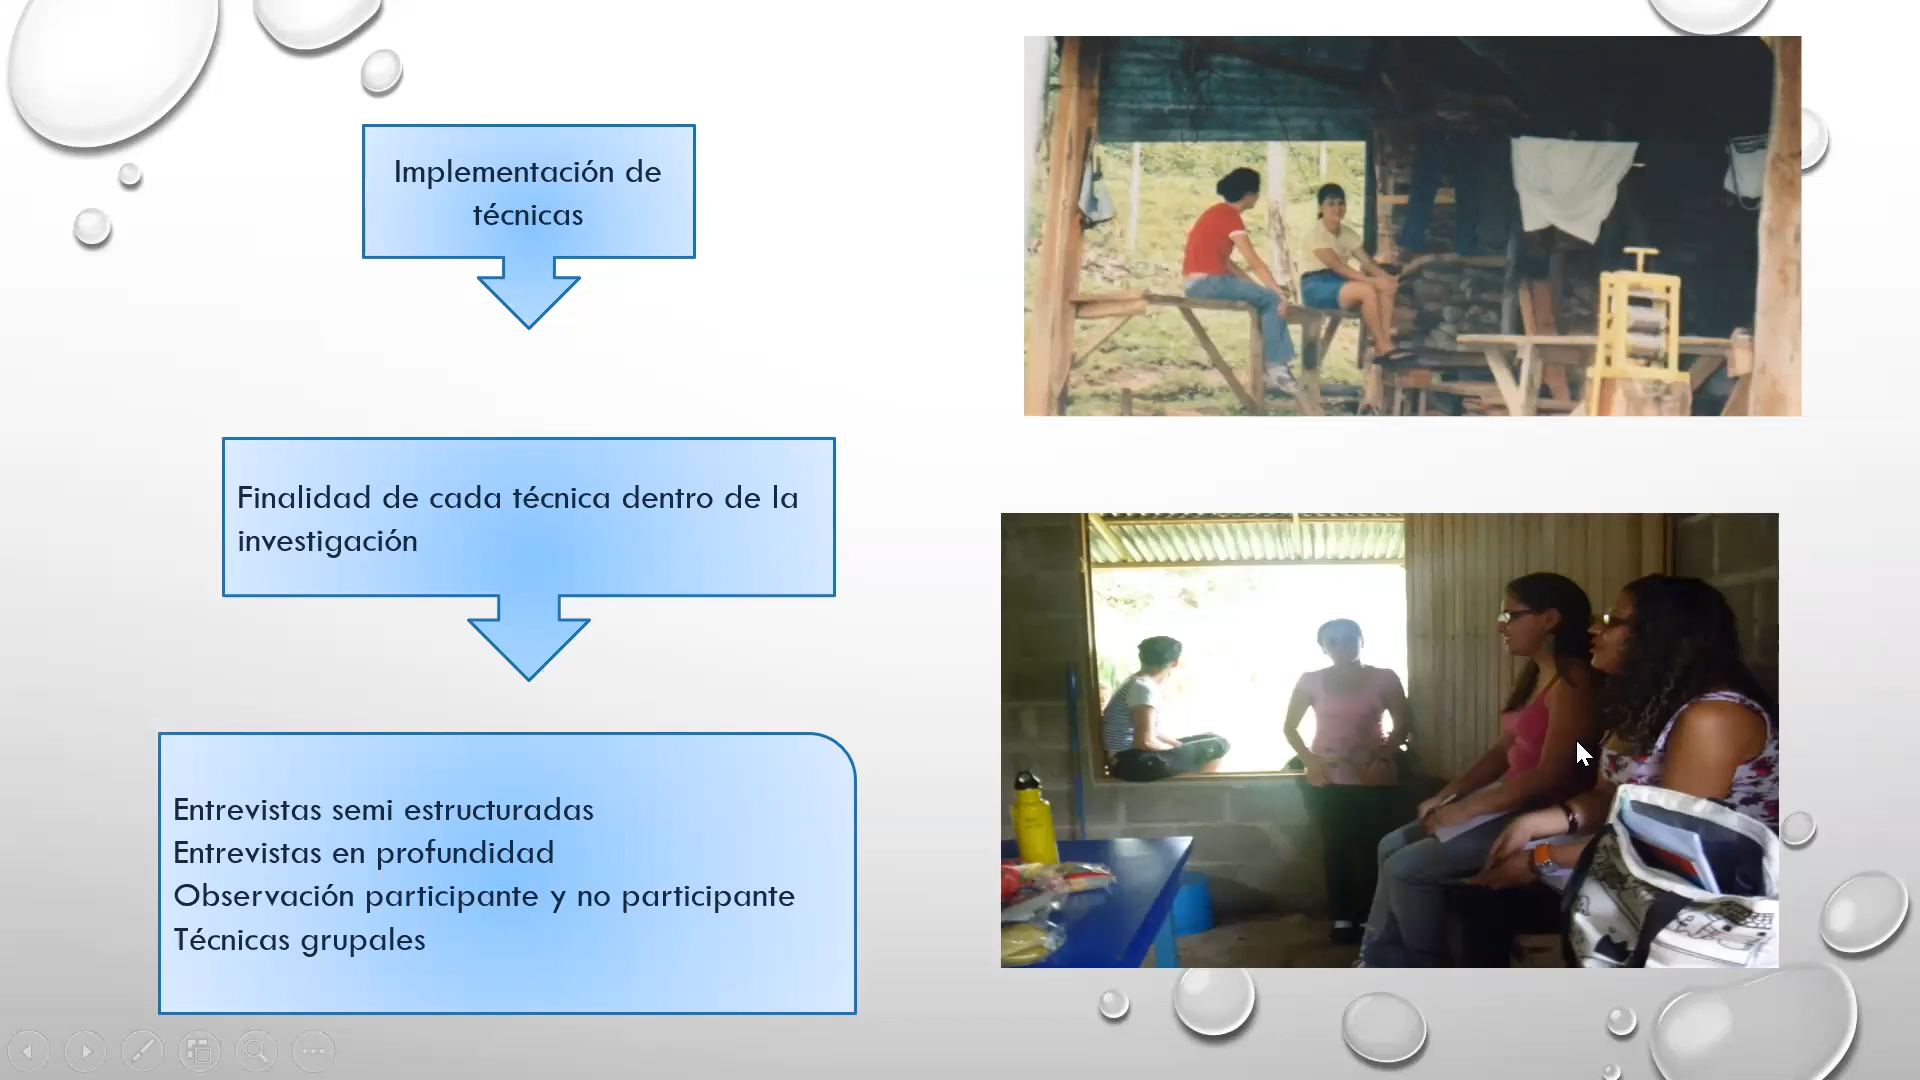 Implementación de
técnicas
Finalidad de cada técnica dentro de la
investigación
Entrevistas semi estructuradas
Entrevistas en profundidad
Observación participante y no participante
Técnicas grupales